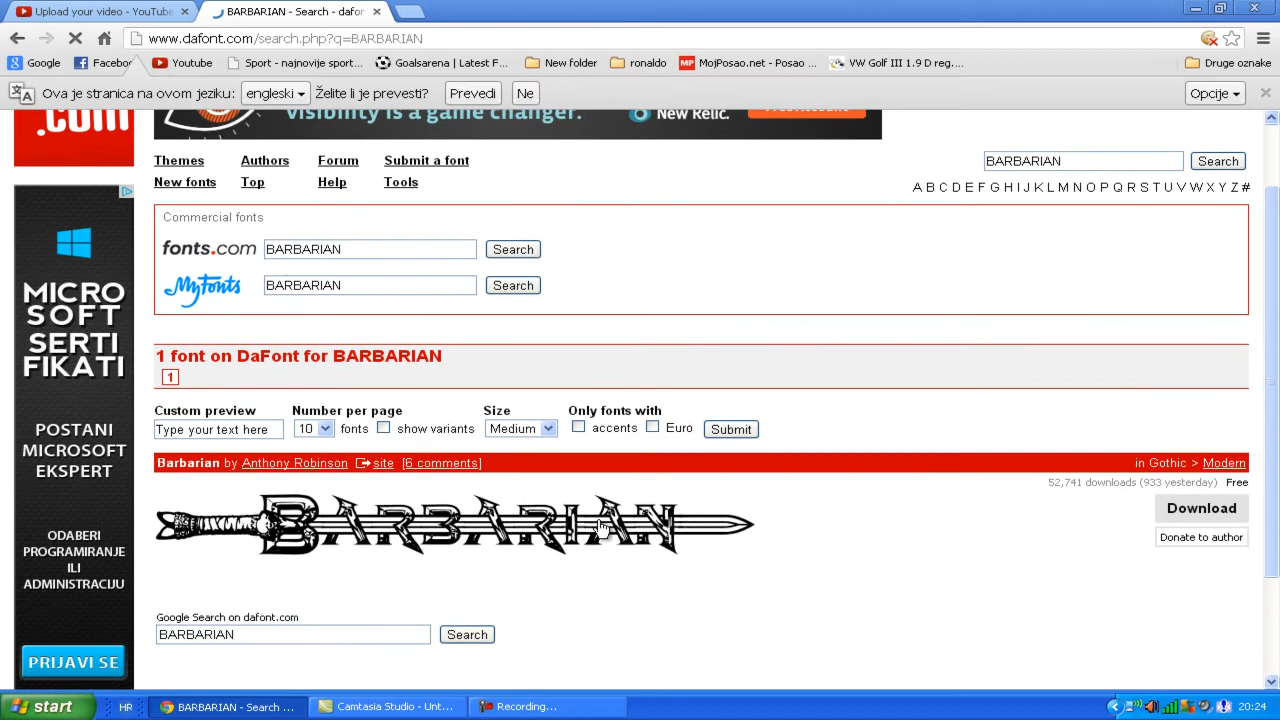 Upload your video - YouTube
BARBARIAN - Search - dafo
www.dafont.com/search.php?q=BARBARIAN
Google
Facebo
Youtube
Sport - najnovije sport...
Goalsarena | Latest F...
New folder
ronaldo
MojPosao.net - Posao ...
VW Golf III 1.9 D reg. ...
Druge oznake
Ova je stranica na ovom jeziku: engleski Želite li je prevesti? Prevedi Ne Opcije
.com
visibility is a game changer.
New Relic.
Themes Authors Forum Submit a font
BARBARIAN Search
New fonts Top Help Tools
A B C D E F G H I J K L M N O P Q R S T U V W X Y Z #
Commercial fonts
fonts.com BARBARIAN Search
MyFonts BARBARIAN Search
MICRO
SOFT
SERTI
FIKATI
POSTANI
MICROSOFT
EKSPERT
ODABERI
PROGRAMIRANJE
ILI
ADMINISTRACIJU
PRIJAVI SE
1 font on DaFont for BARBARIAN
1
Custom preview Number per page Size Only fonts with
Type your text here 10 fonts show variants Medium accents Euro Submit
Barbarian by Anthony Robinson site [6 comments] in Gothic > Modern
52,741 downloads (933 yesterday) Free
BARBARIAN
Download
Donate to author
Google Search on dafont.com
BARBARIAN Search
start
HR
BARBARIAN - Search ...
Camtasia Studio - Unt...
Recording...
20:24